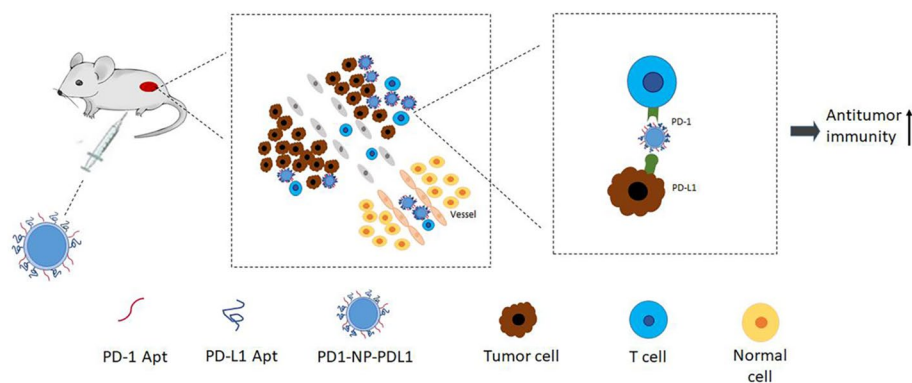 PD-1
Antitumor
immunity
PD-L1
Vessel
PD-1 Apt
PD-L1 Apt
PD1-NP-PDL1
Tumor cell
T cell
Normal
cell